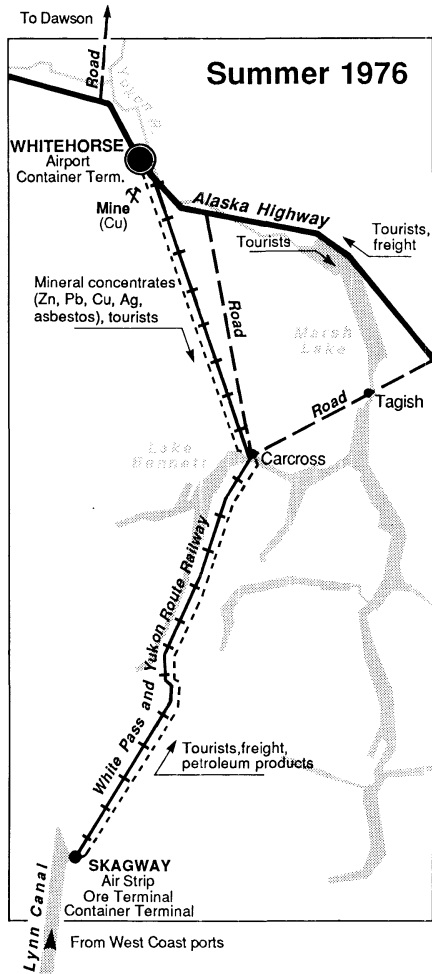 To Dawson
Road
Yukon R.
Summer 1976
WHITEHORSE
Airport
Container Term.
Mine
(Cu)
Alaska Highway
Tourists
Tourists,
freight
Mineral concentrates
(Zn, Pb, Cu, Ag,
asbestos), tourists
Road
Marsh
Lake
Road
Tagish
Lake
Bennett
Carcross
White Pass and Yukon Route Railway
Tourists,freight,
petroleum products
SKAGWAY
Air Strip
Ore Terminal
Container Terminal
Lynn Canal
From West Coast ports